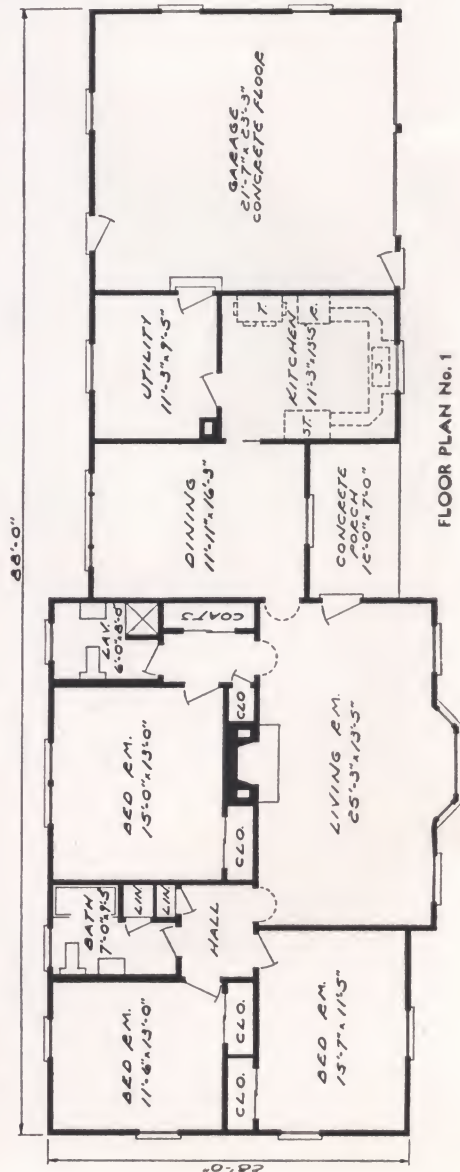 88'-0"
28'-0"
BED RM.
11'-6" x 13'-0"
BATH
7'-0" x 9'-5"
LIN
LIN
BED RM.
15'-0" x 13'-0"
LAV.
6'-0" x 8'-0"
COATS
CLO
CLO.
HALL
CLO.
CLO.
BED RM.
15'-7" x 11'-5"
LIVING RM.
25'-3" x 13'-5"
DINING
11'-11" x 16'-3"
CONCRETE
PORCH
12'-0" x 7'-0"
UTILITY
11'-3" x 9'-5"
KITCHEN
11'-3" x 13'-5"
T.
R.
ST.
S.
GARAGE
21'-7" x 23'-3"
CONCRETE FLOOR
FLOOR PLAN No. 1